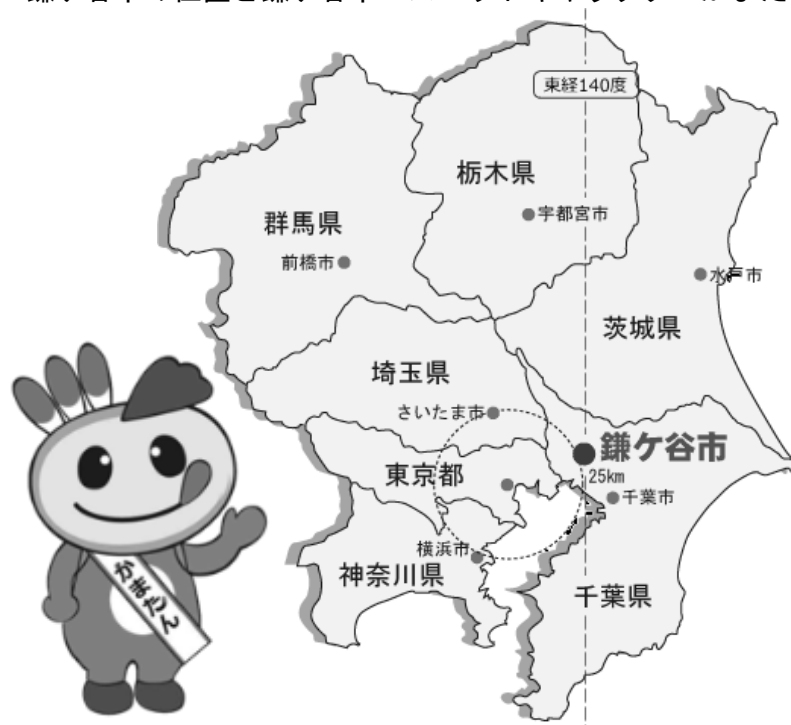 東経140度
栃木県
宇都宮市
群馬県
前橋市
水戸市
茨城県
埼玉県
さいたま市
鎌ケ谷市
東京都
25km
千葉市
横浜市
神奈川県
千葉県
かまたん